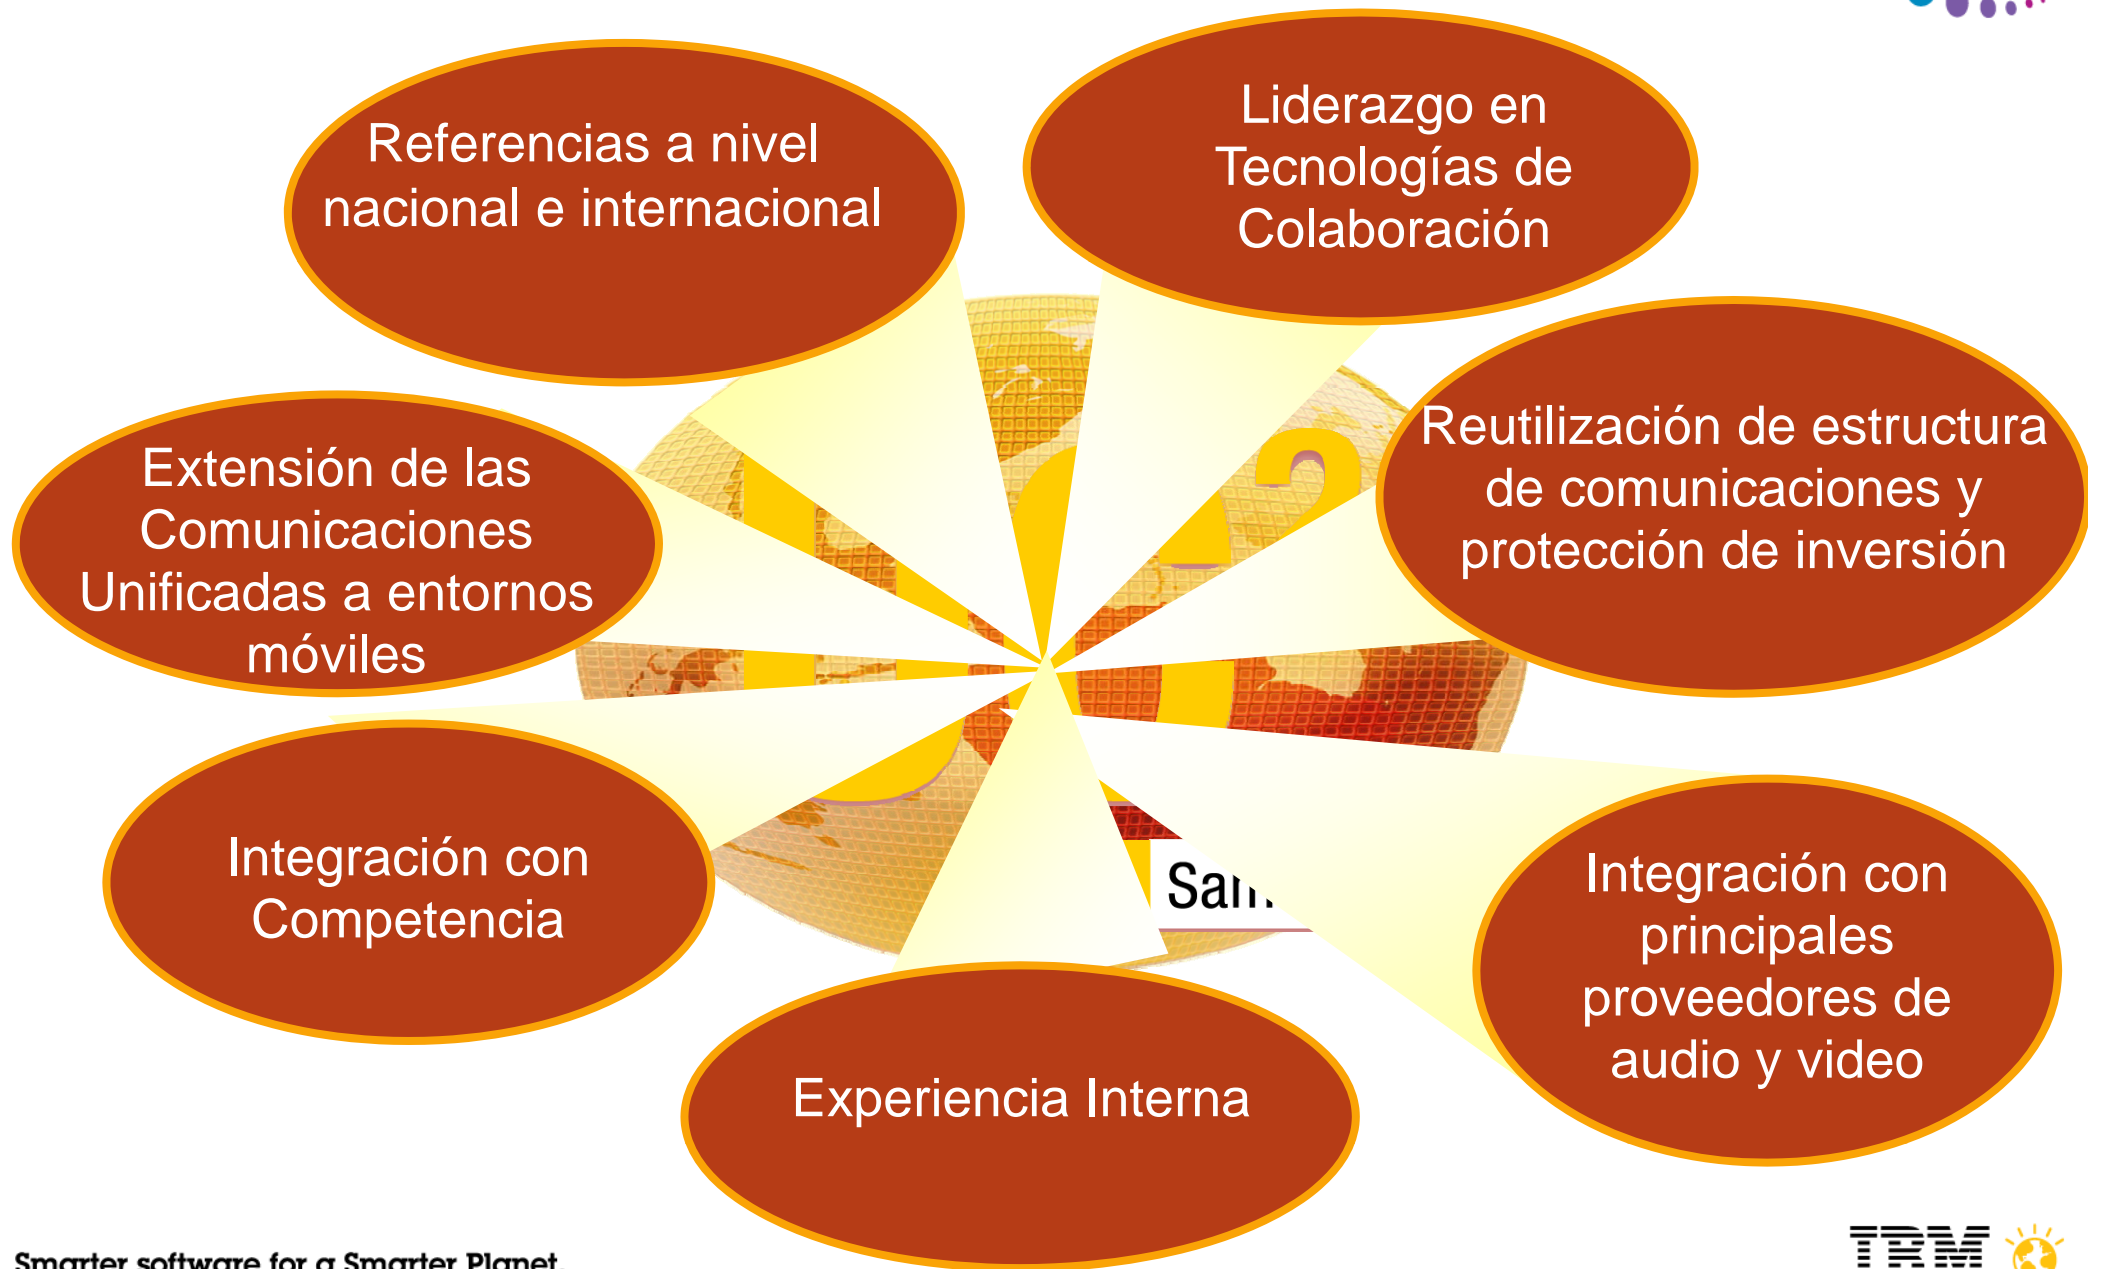 Referencias a nivel
nacional e internacional
Liderazgo en
Tecnologías de
Colaboración
Extensión de las
Comunicaciones
Unificadas a entornos
móviles
Reutilización de estructura
de comunicaciones y
protección de inversión
Integración con
Competencia
Integración con
principales
proveedores de
audio y video
Experiencia Interna
Smarter software for a Smarter Planet.